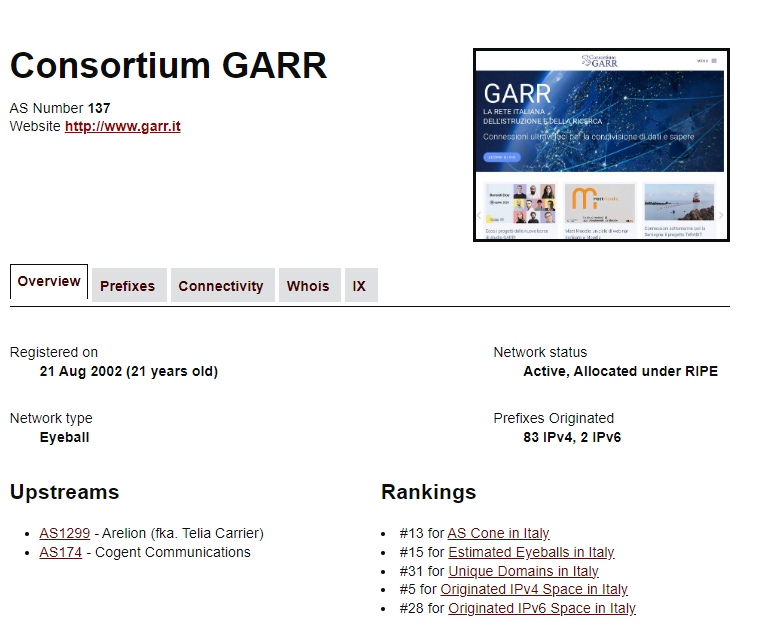 Consortium GARR
AS Number 137
Website http://www.garr.it
Consortium
GARR
MENU
GARR
LA RETE ITALIANA
DELL'ISTRUZIONE E DELLA RICERCA
Connessioni ultraveloci per la condivisione di dati e sapere
Overview
Prefixes
Connectivity
Whois
IX
Registered on
21 Aug 2002 (21 years old)
Network status
Active, Allocated under RIPE
Network type
Eyeball
Prefixes Originated
83 IPv4, 2 IPv6
Upstreams
AS1299 - Arelion (fka. Telia Carrier)
AS174 - Cogent Communications
Rankings
#13 for AS Cone in Italy
#15 for Estimated Eyeballs in Italy
#31 for Unique Domains in Italy
#5 for Originated IPv4 Space in Italy
#28 for Originated IPv6 Space in Italy